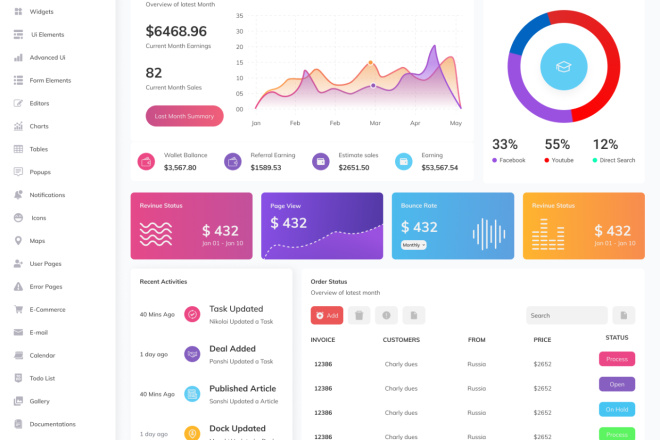 Widgets
Ui Elements
Advanced Ui
Form Elements
Editors
Charts
Tables
Popups
Notifications
Icons
Maps
User Pages
Error Pages
E-Commerce
E-mail
Calendar
Todo List
Gallery
Documentations
Overview of latest month
$6468.96
Current Month Earnings
82
Current Month Sales
Last Month Summary
35
30
20
15
10
05
00
Jan Feb Feb Mar Apr May
Wallet Ballance
$3,567.80
Referral Earning
$1589.53
Estimate sales
$2651.50
Earning
$53,567.54
33% 55% 12%
Facebook Youtube Direct Search
Revinue Status
$ 432
Jan 01 - Jan 10
Page View
$ 432
Bounce Rate
$ 432
Monthly
Revinue Status
$ 432
Jan 01 - Jan 10
Recent Activities
40 Mins Ago
Task Updated
Nikolai Updated a Task
1 day ago
Deal Added
Panshi Updated a Task
40 Mins Ago
Published Article
Sanshi Updated a Article
1 day ago
Dock Updated
Order Status
Overview of latest month
Add
Search
INVOICE CUSTOMERS FROM PRICE STATUS
12386 Charly dues Russia $2652 Process
12386 Charly dues Russia $2652 Open
12386 Charly dues Russia $2652 On Hold
12386 Charly dues Russia $2652 Process